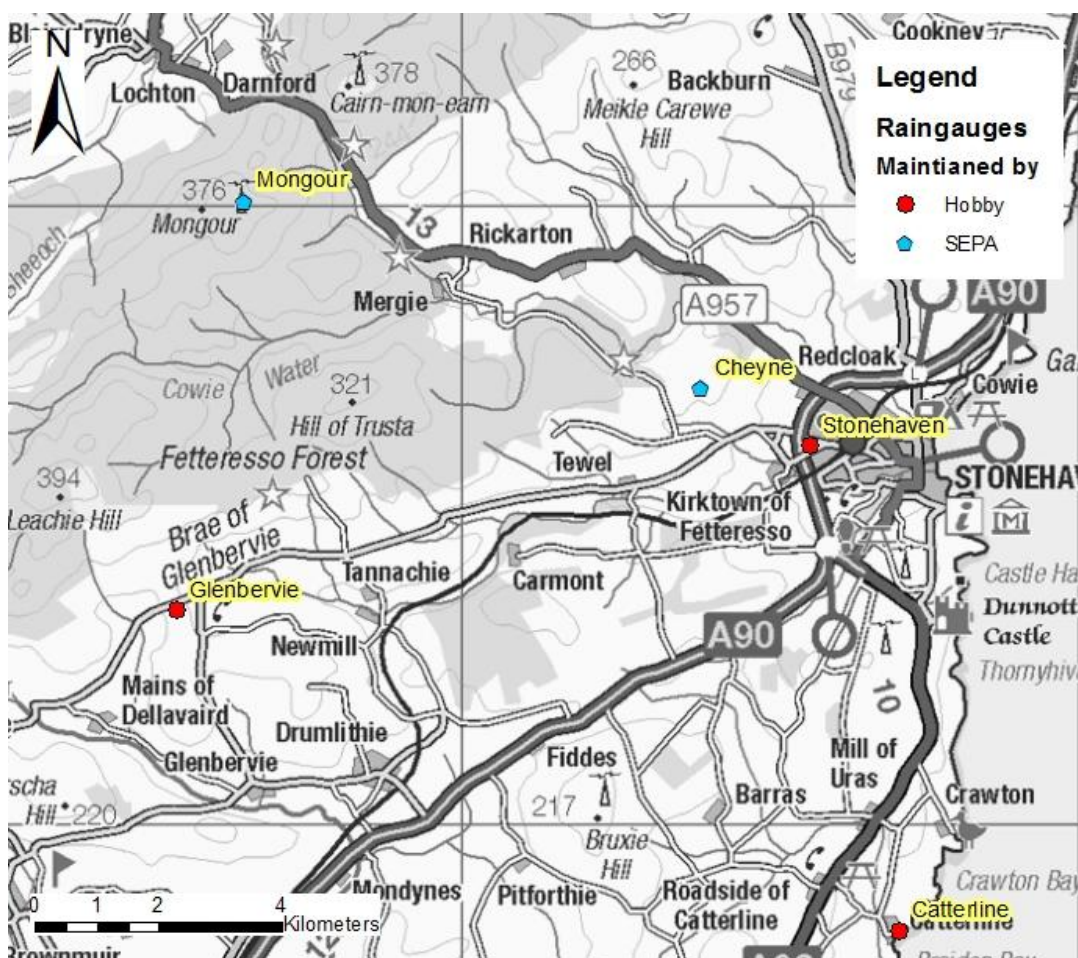 N
Lochton
Darnford
378
Cairn-mon-earn
266
Meikle Carewe
Hill
Backburn
B979
Legend
Raingauges
Maintianed by
Hobby
SEPA
Mongour
376
Mongour
13
Rickarton
Mergie
A957
A90
Redcloak
Cheyne
L
Cowie
Cowie
Water
321
Hill of Trusta
Fetteresso Forest
394
Leachie Hill
Stonehaven
Tewel
Kirktown of
Fetteresso
i
M
Brae of
Glenbervie
Glenbervie
Tannachie
Carmont
A90
Castle
Newmill
10
Mains of
Dellavaird
Drumlithie
Glenbervie
Fiddes
217
Bruxie
Hill
Mill of
Uras
Barras
Crawton
Hill
220
Mondynes
Pitforthie
Roadside of
Catterline
Crawton Bay
Catterline
Catterline
0
1
2
4
Kilometers